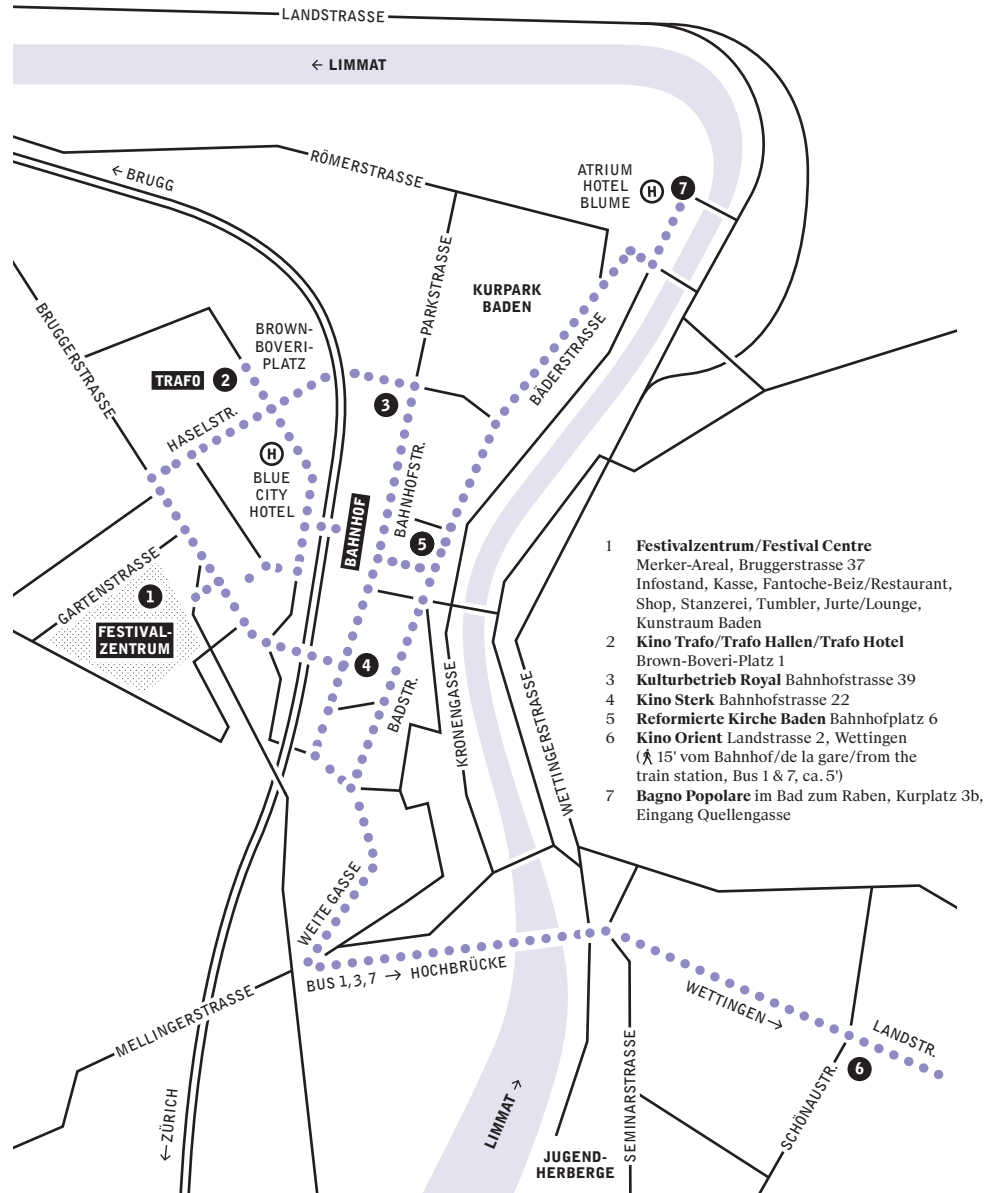 LANDSTRASSE
← LIMMAT
RÖMERSTRASSE
← BRUGG
ATRIUM
HOTEL
BLUME
H
7
PARKSTRASSE
KURPARK
BADEN
BRUGGERSTRASSE
BROWN-
BOVERI-
PLATZ
TRAFO
2
BÄDERSTRASSE
3
HASELSTR.
H
BLUE
CITY
HOTEL
BAHNHOFSTR.
BAHNHOF
5
GARTENSTRASSE
1
FESTIVAL-
ZENTRUM
4
BADSTR.
KRONENGASSE
WETTINGERSTRASSE
1 Festivalzentrum/Festival Centre
Merker-Areal, Bruggerstrasse 37
Infostand, Kasse, Fantoche-Beiz/Restaurant,
Shop, Stanzerei, Tumbler, Jurte/Lounge,
Kunstraum Baden
2 Kino Trafo/Trafo Hallen/Trafo Hotel
Brown-Boveri-Platz 1
3 Kulturbetrieb Royal Bahnhofstrasse 39
4 Kino Sterk Bahnhofstrasse 22
5 Reformierte Kirche Baden Bahnhofplatz 6
6 Kino Orient Landstrasse 2, Wettingen
( 15' vom Bahnhof/de la gare/from the
train station, Bus 1 & 7, ca. 5')
7 Bagno Popolare im Bad zum Raben, Kurplatz 3b,
Eingang Quellengasse
WEITE GASSE
BUS 1,3,7 → HOCHBRÜCKE
MELLINGERSTRASSE
WETTINGEN →
LANDSTR.
6
SCHÖNAUSTR.
SEMINARSTRASSE
LIMMAT →
← ZÜRICH
JUGEND-
HERBERGE